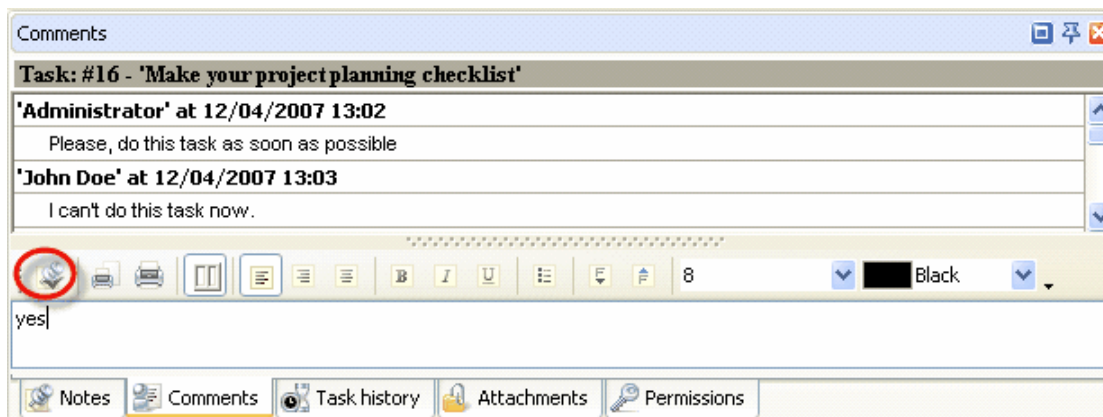 Comments
Task: #16 - 'Make your project planning checklist'
'Administrator' at 12/04/2007 13:02
Please, do this task as soon as possible
'John Doe' at 12/04/2007 13:03
I can't do this task now.
B I U 8 Black
yes
Notes Comments Task history Attachments Permissions